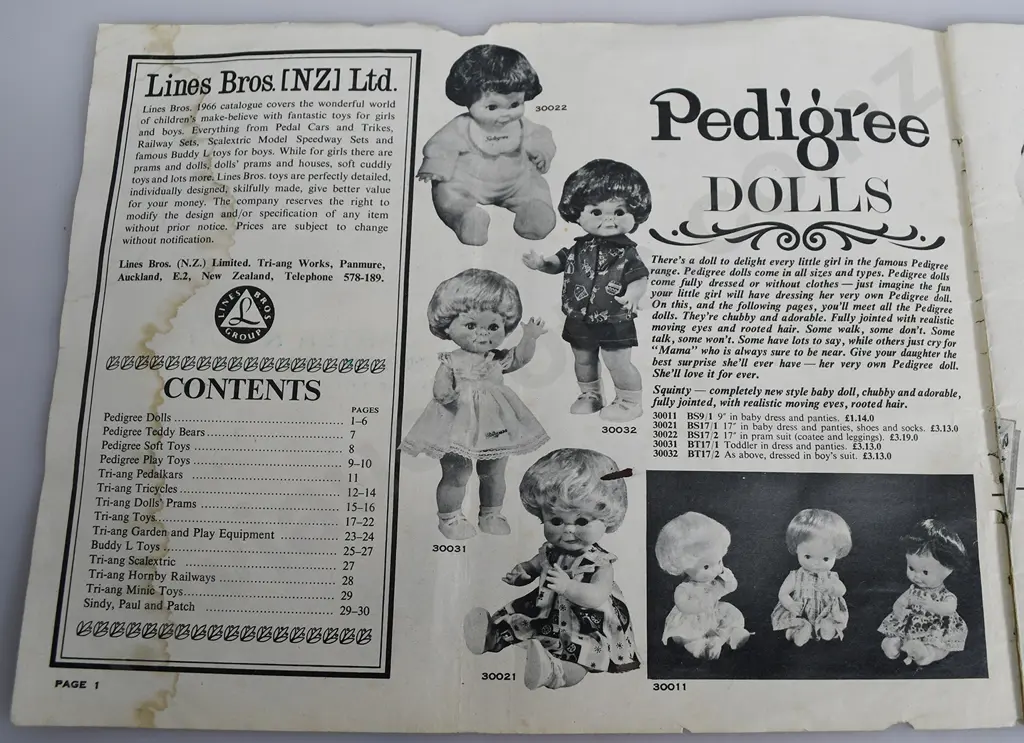 Lines Bros. [NZ] Ltd.
Lines Bros. 1966 catalogue covers the wonderful world
of children's make-believe with fantastic toys for girls
and boys. Everything from Pedal Cars and Trikes,
Railway Sets, Scalextric Model Speedway Sets and
famous Buddy L toys for boys. While for girls there are
prams and dolls, dolls' prams and houses, soft cuddly
toys and lots more. Lines Bros. toys are perfectly detailed,
individually designed, skilfully made, give better value
for your money. The company reserves the right to
modify the design and/or specification of any item
without prior notice. Prices are subject to change
without notification.
Lines Bros. (N.Z.) Limited. Tri-ang Works, Panmure,
Auckland, E.2, New Zealand, Telephone 578-189.
LINES BROS GROUP
CONTENTS
PAGES
Pedigree Dolls 1–6
Pedigree Teddy Bears 7
Pedigree Soft Toys 8
Pedigree Play Toys 9–10
Tri-ang Pedalkars 11
Tri-ang Tricycles 12–14
Tri-ang Dolls' Prams 15–16
Tri-ang Toys 17–22
Tri-ang Garden and Play Equipment 23–24
Buddy L Toys 25–27
Tri-ang Scalextric 27
Tri-ang Hornby Railways 28
Tri-ang Minic Toys 29
Sindy, Paul and Patch 29–30
PAGE 1
30022
30032
30031
30021
Pedigree
DOLLS
There's a doll to delight every little girl in the famous Pedigree
range. Pedigree dolls come in all sizes and types. Pedigree dolls
come fully dressed or without clothes — just imagine the fun
your little girl will have dressing her very own Pedigree doll.
On this, and the following pages, you'll meet all the Pedigree
dolls. They're chubby and adorable. Fully jointed with realistic
moving eyes and rooted hair. Some walk, some don't. Some
talk, some won't. Some have lots to say, while others just cry for
"Mama" who is always sure to be near. Give your daughter the
best surprise she'll ever have — her very own Pedigree Doll.
She'll love it for ever.
Squinty — completely new style baby doll, chubby and adorable,
fully jointed, with realistic moving eyes, rooted hair.
30011 BS9/1 9" in baby dress and panties. £1.14.0
30021 BS17/1 17" in baby dress and panties, shoes and socks. £3.13.0
30022 BS17/2 17" in pram suit (coatee and leggings). £3.19.0
30031 BT17/1 Toddler in dress and panties. £3.13.0
30032 BT17/2 As above, dressed in boy's suit. £3.13.0
30011